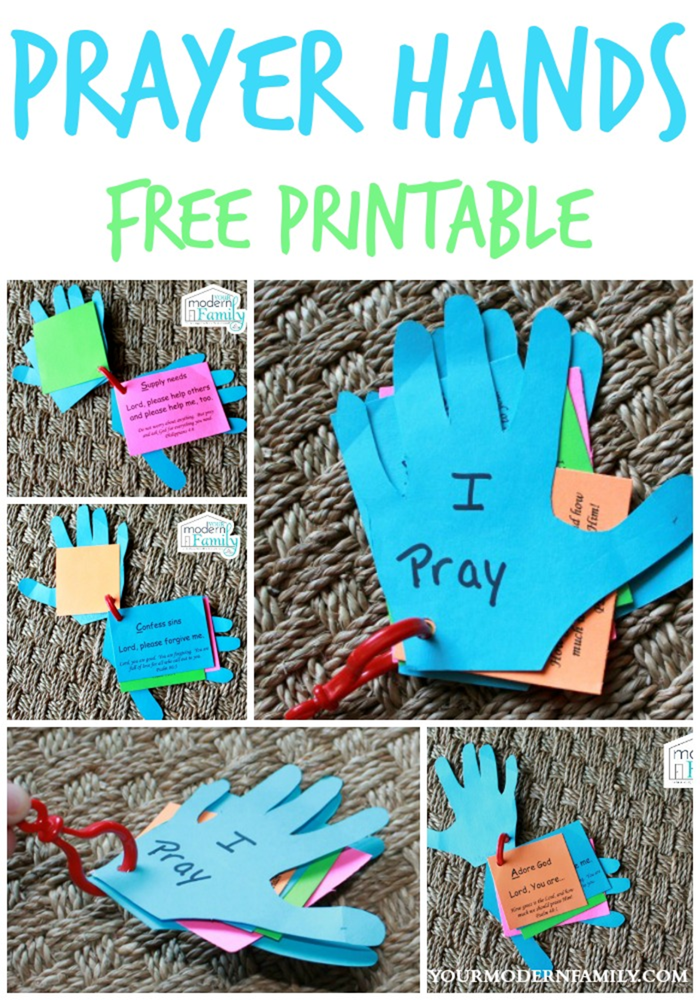 PRAYER HANDS
FREE PRINTABLE
YOUR
modern
Family
Supply needs
Lord, please help others
and please help me, too.
Do not worry about anything. But pray
and ask God for everything you need.
Philippians 4:6
I
Pray
d how
Him!
much
YOUR
modern
Family
Confess sins
Lord, please forgive me.
Lord, you are good. You are forgiving. You are
full of love for all who call out to you.
Psalm 86:5
I
Pray
mo
F
Adore God
Lord, You are...
How great is the Lord, and how
much we should praise Him!
Psalm 48:1
e me.
YOURMODERNFAMILY.COM